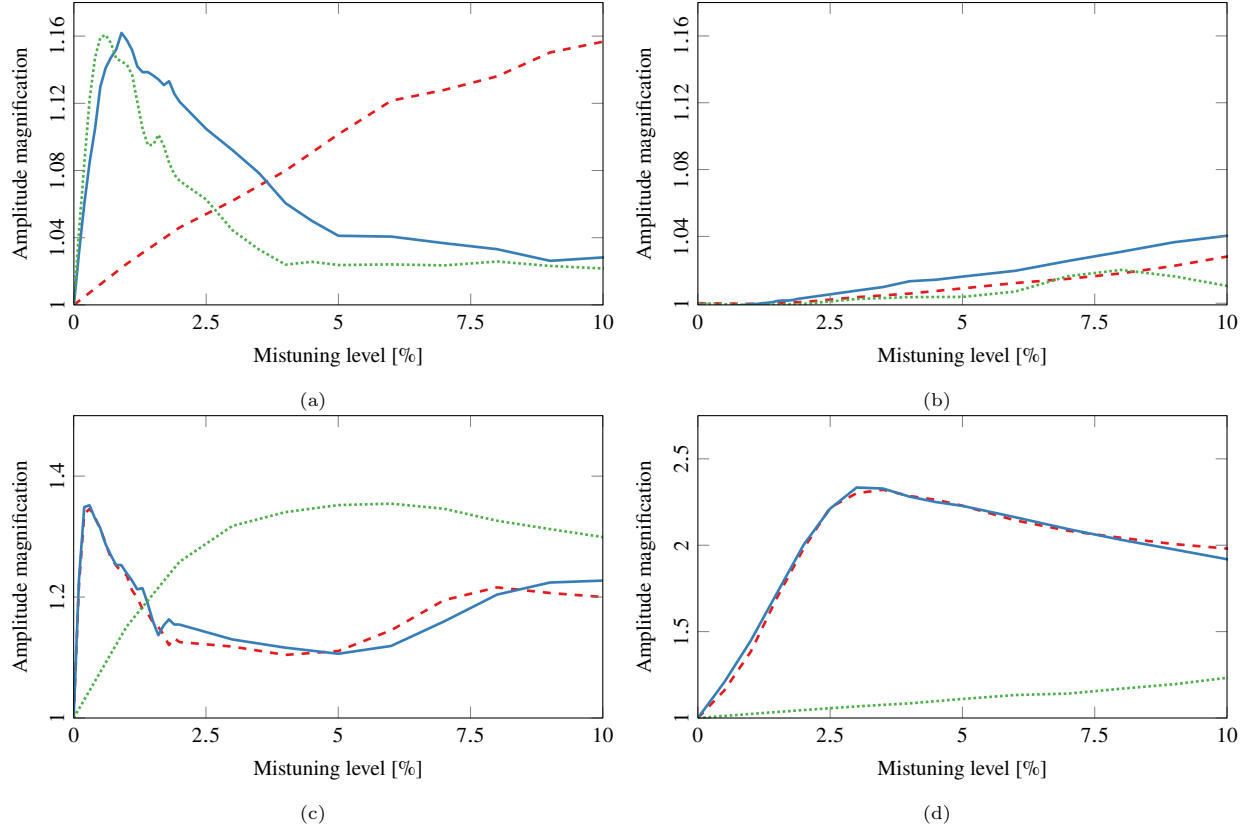 Amplitude magnification
1.16
1.12
1.08
1.04
1
0 2.5 5 7.5 10
Mistuning level [%]
(a)
Amplitude magnification
1.16
1.12
1.08
1.04
1
0 2.5 5 7.5 10
Mistuning level [%]
(b)
Amplitude magnification
1.4
1.2
1
0 2.5 5 7.5 10
Mistuning level [%]
(c)
Amplitude magnification
2.5
2
1.5
1
0 2.5 5 7.5 10
Mistuning level [%]
(d)